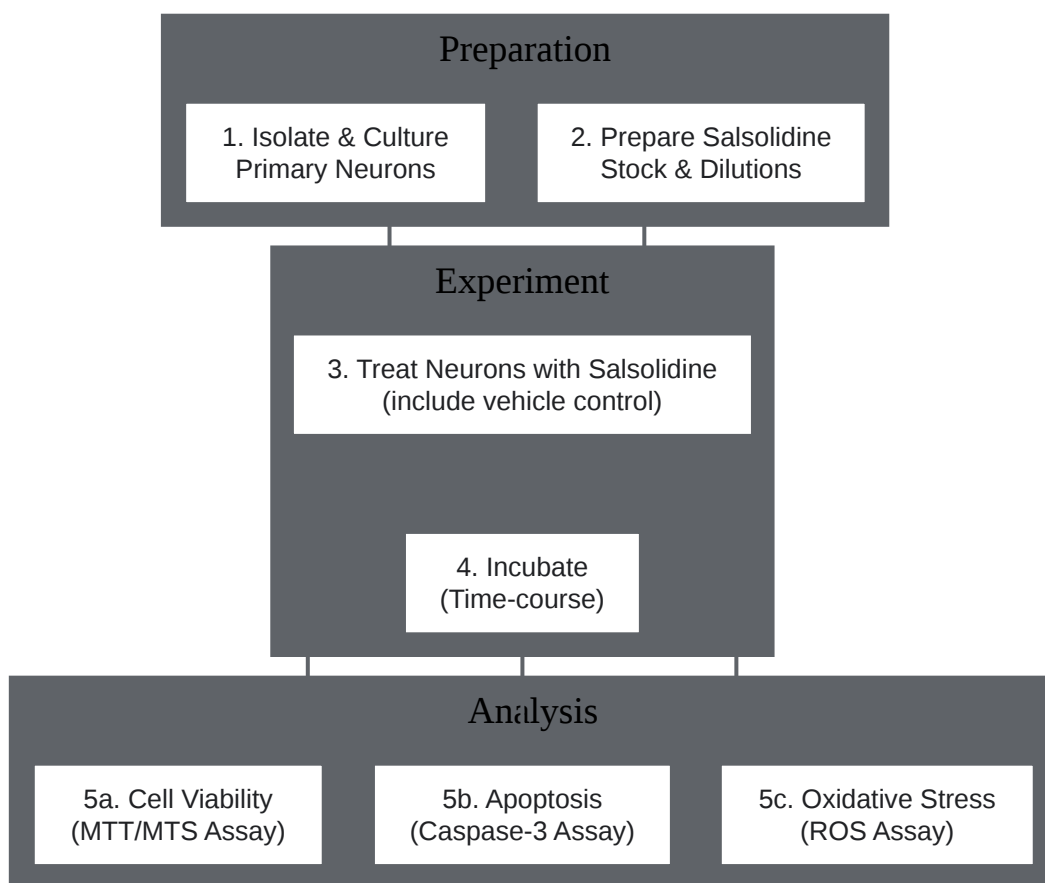 Preparation
1. Isolate & Culture
Primary Neurons
2. Prepare Salsolidine
Stock & Dilutions
Experiment
3. Treat Neurons with Salsolidine
(include vehicle control)
4. Incubate
(Time-course)
Analysis
5a. Cell Viability
(MTT/MTS Assay)
5b. Apoptosis
(Caspase-3 Assay)
5c. Oxidative Stress
(ROS Assay)